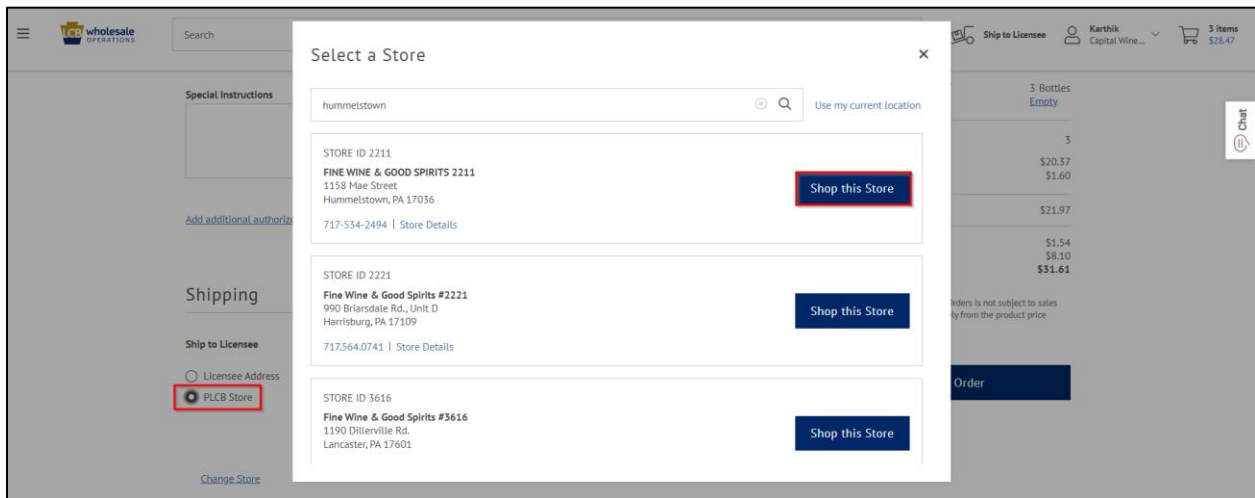 LCB wholesale
OPERATIONS
Search
Ship to Licensee
Karthik
Capital Wine...
3 items
$28.47
Select a Store
hummelstown
Use my current location
STORE ID 2211
FINE WINE & GOOD SPIRITS 2211
1158 Mae Street
Hummelstown, PA 17036
717-534-2494 | Store Details
Shop this Store
STORE ID 2221
Fine Wine & Good Spirits #2221
990 Briarsdale Rd., Unit D
Harrisburg, PA 17109
717.564.0741 | Store Details
Shop this Store
STORE ID 3616
Fine Wine & Good Spirits #3616
1190 Dillerville Rd.
Lancaster, PA 17601
Shop this Store
Special Instructions
Add additional authoriz
Shipping
Ship to Licensee
Licensee Address
PLCB Store
Change Store
3 Bottles
Empty
3
$20.37
$1.60
$21.97
$1.54
$8.10
$31.61
Orders is not subject to sales
ly from the product price
Order
Chat